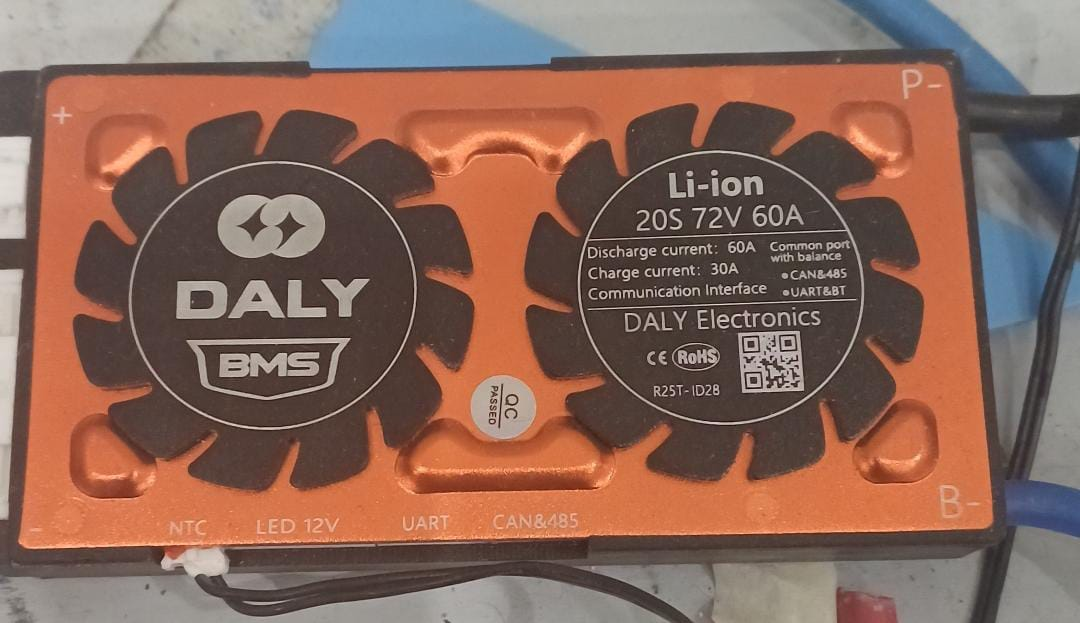 +
P-
DALY
BMS
Li-ion
20S 72V 60A
Discharge current: 60A
Charge current: 30A
Communication Interface
Common port
with balance
•CAN&485
•UART&BT
DALY Electronics
CE RoHS
R25T-ID28
QC
PASSED
B-
-
NTC LED 12V UART CAN&485